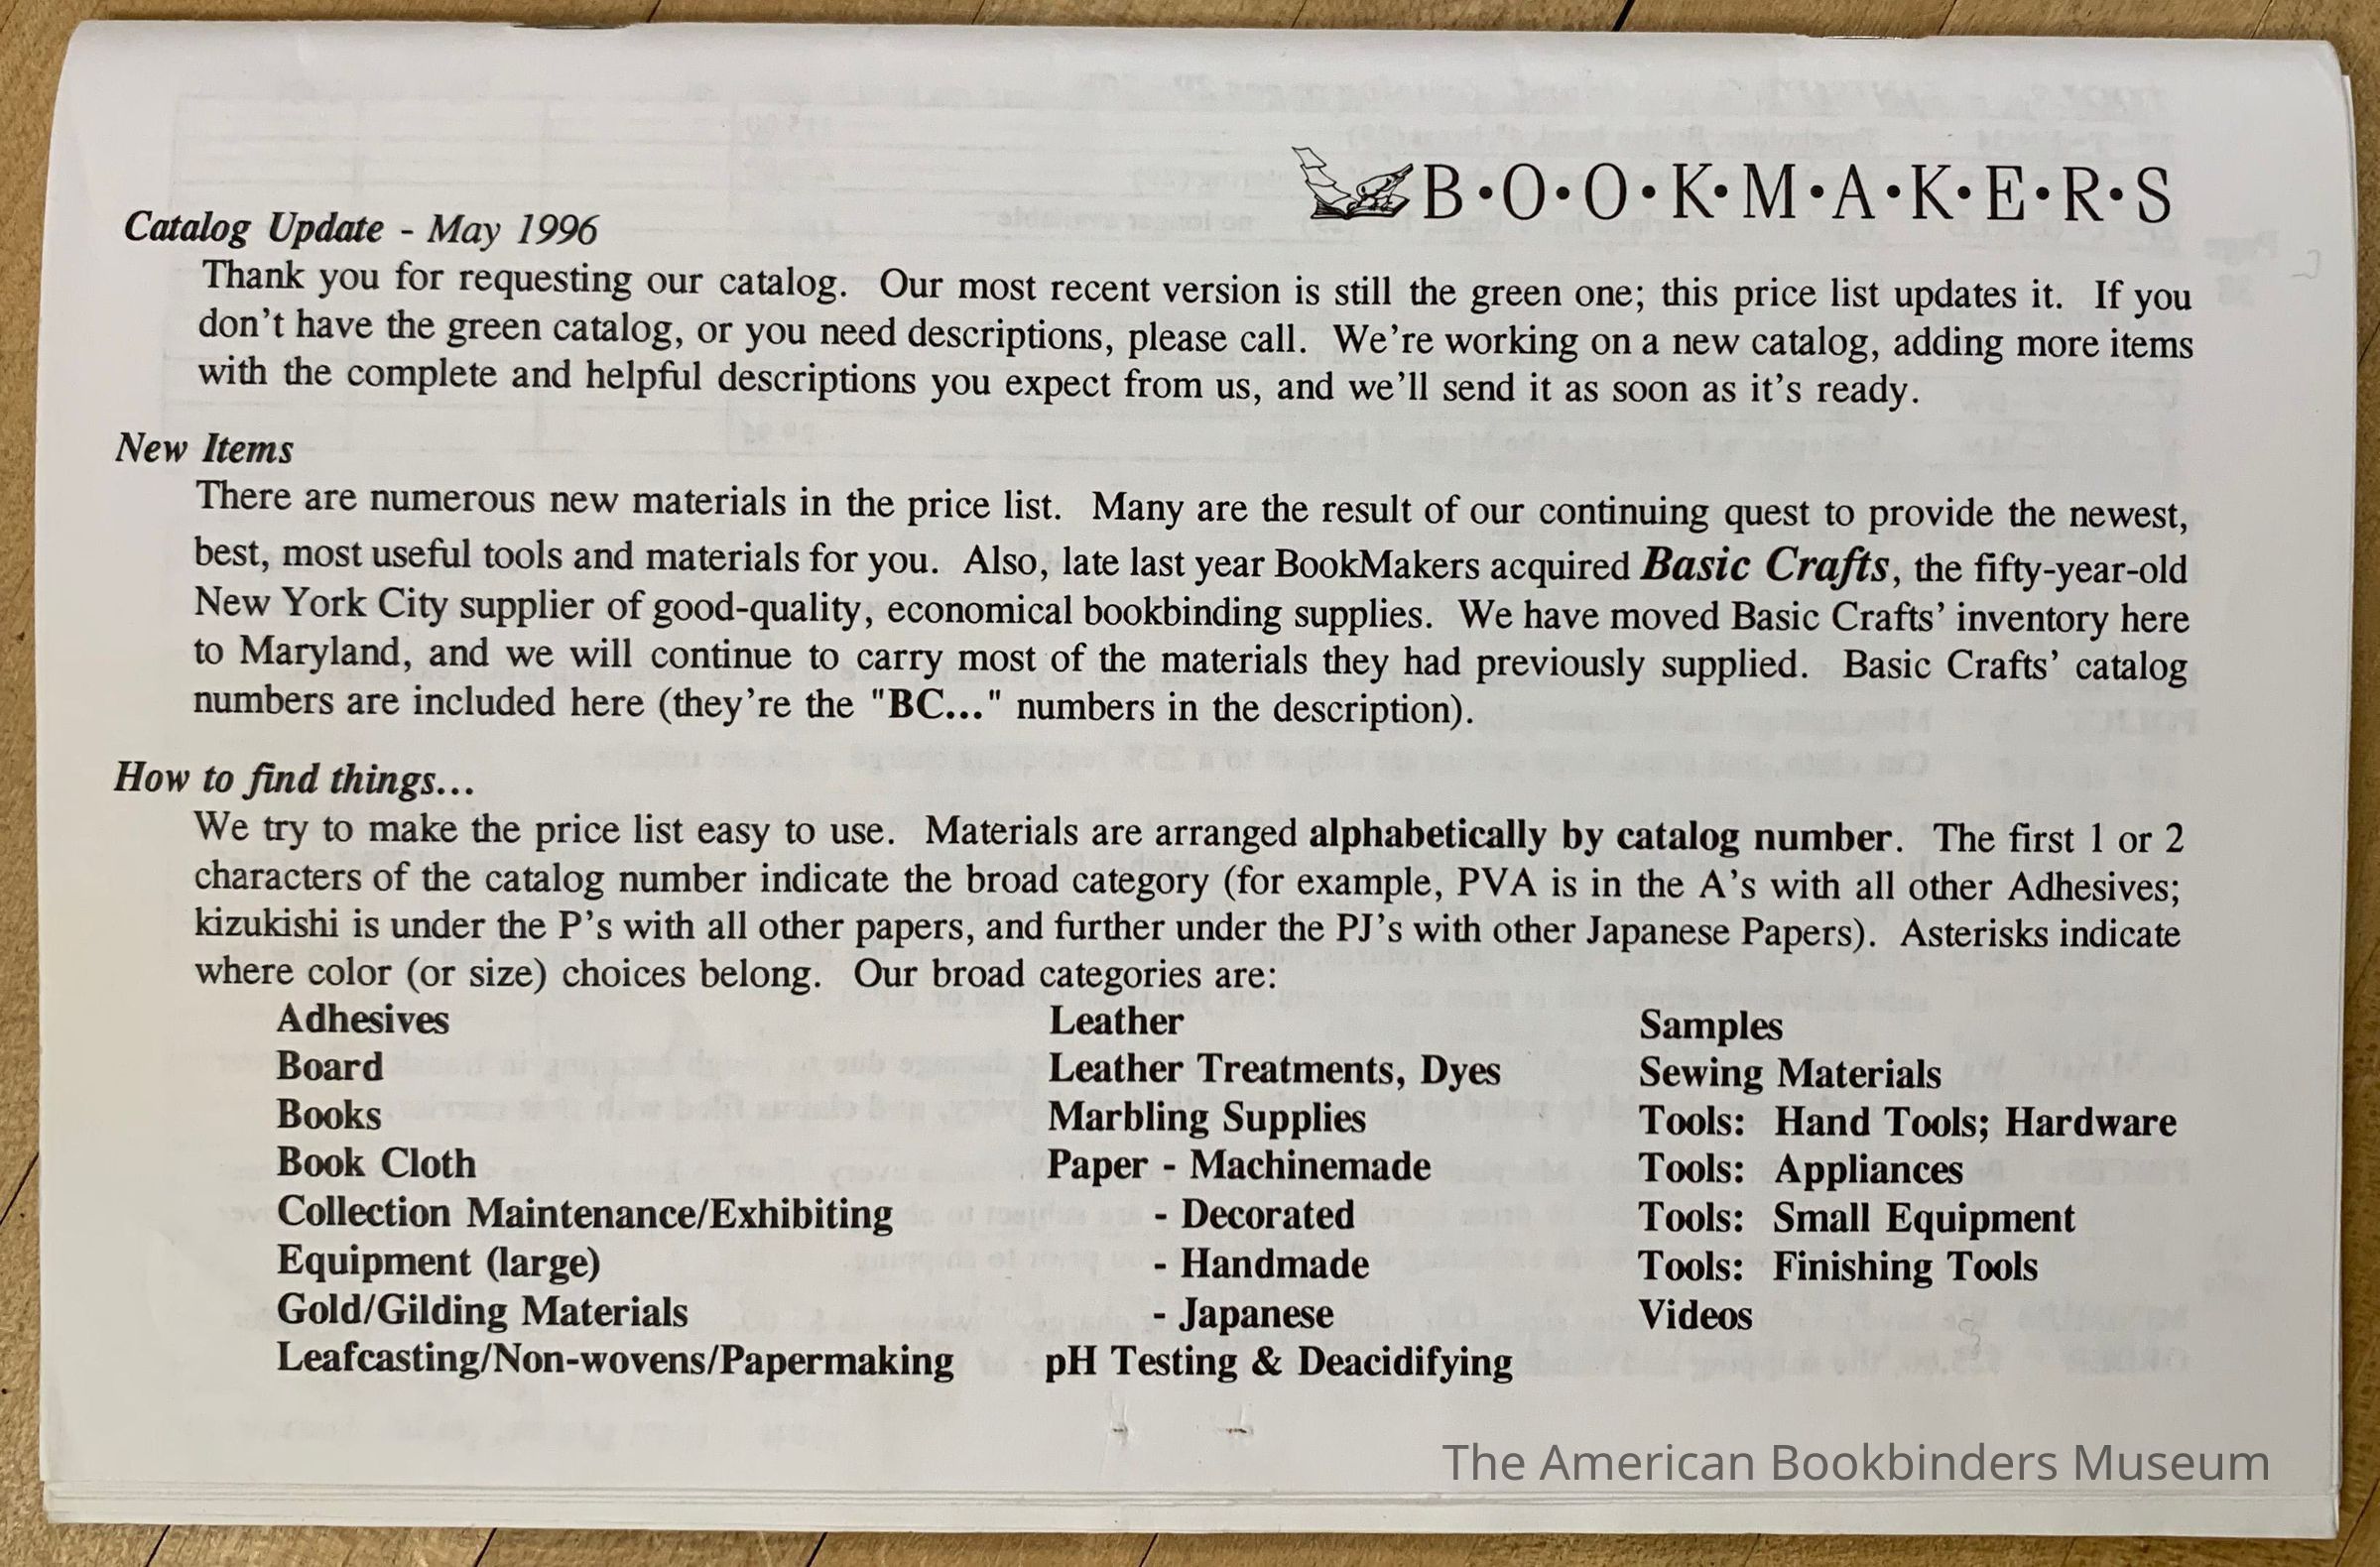 B·O·O·K·M·A·K·E·R·S
Catalog Update - May 1996
Thank you for requesting our catalog. Our most recent version is still the green one; this price list updates it. If you
don't have the green catalog, or you need descriptions, please call. We're working on a new catalog, adding more items
with the complete and helpful descriptions you expect from us, and we'll send it as soon as it's ready.
New Items
There are numerous new materials in the price list. Many are the result of our continuing quest to provide the newest,
best, most useful tools and materials for you. Also, late last year BookMakers acquired Basic Crafts, the fifty-year-old
New York City supplier of good-quality, economical bookbinding supplies. We have moved Basic Crafts' inventory here
to Maryland, and we will continue to carry most of the materials they had previously supplied. Basic Crafts' catalog
numbers are included here (they're the "BC..." numbers in the description).
How to find things...
We try to make the price list easy to use. Materials are arranged alphabetically by catalog number. The first 1 or 2
characters of the catalog number indicate the broad category (for example, PVA is in the A's with all other Adhesives;
kizukishi is under the P's with all other papers, and further under the PJ's with other Japanese Papers). Asterisks indicate
where color (or size) choices belong. Our broad categories are:
Adhesives
Board
Books
Book Cloth
Collection Maintenance/Exhibiting
Equipment (large)
Gold/Gilding Materials
Leafcasting/Non-wovens/Papermaking
Leather
Leather Treatments, Dyes
Marbling Supplies
Paper - Machinemade
- Decorated
- Handmade
- Japanese
pH Testing & Deacidifying
Samples
Sewing Materials
Tools: Hand Tools; Hardware
Tools: Appliances
Tools: Small Equipment
Tools: Finishing Tools
Videos
The American Bookbinders Museum